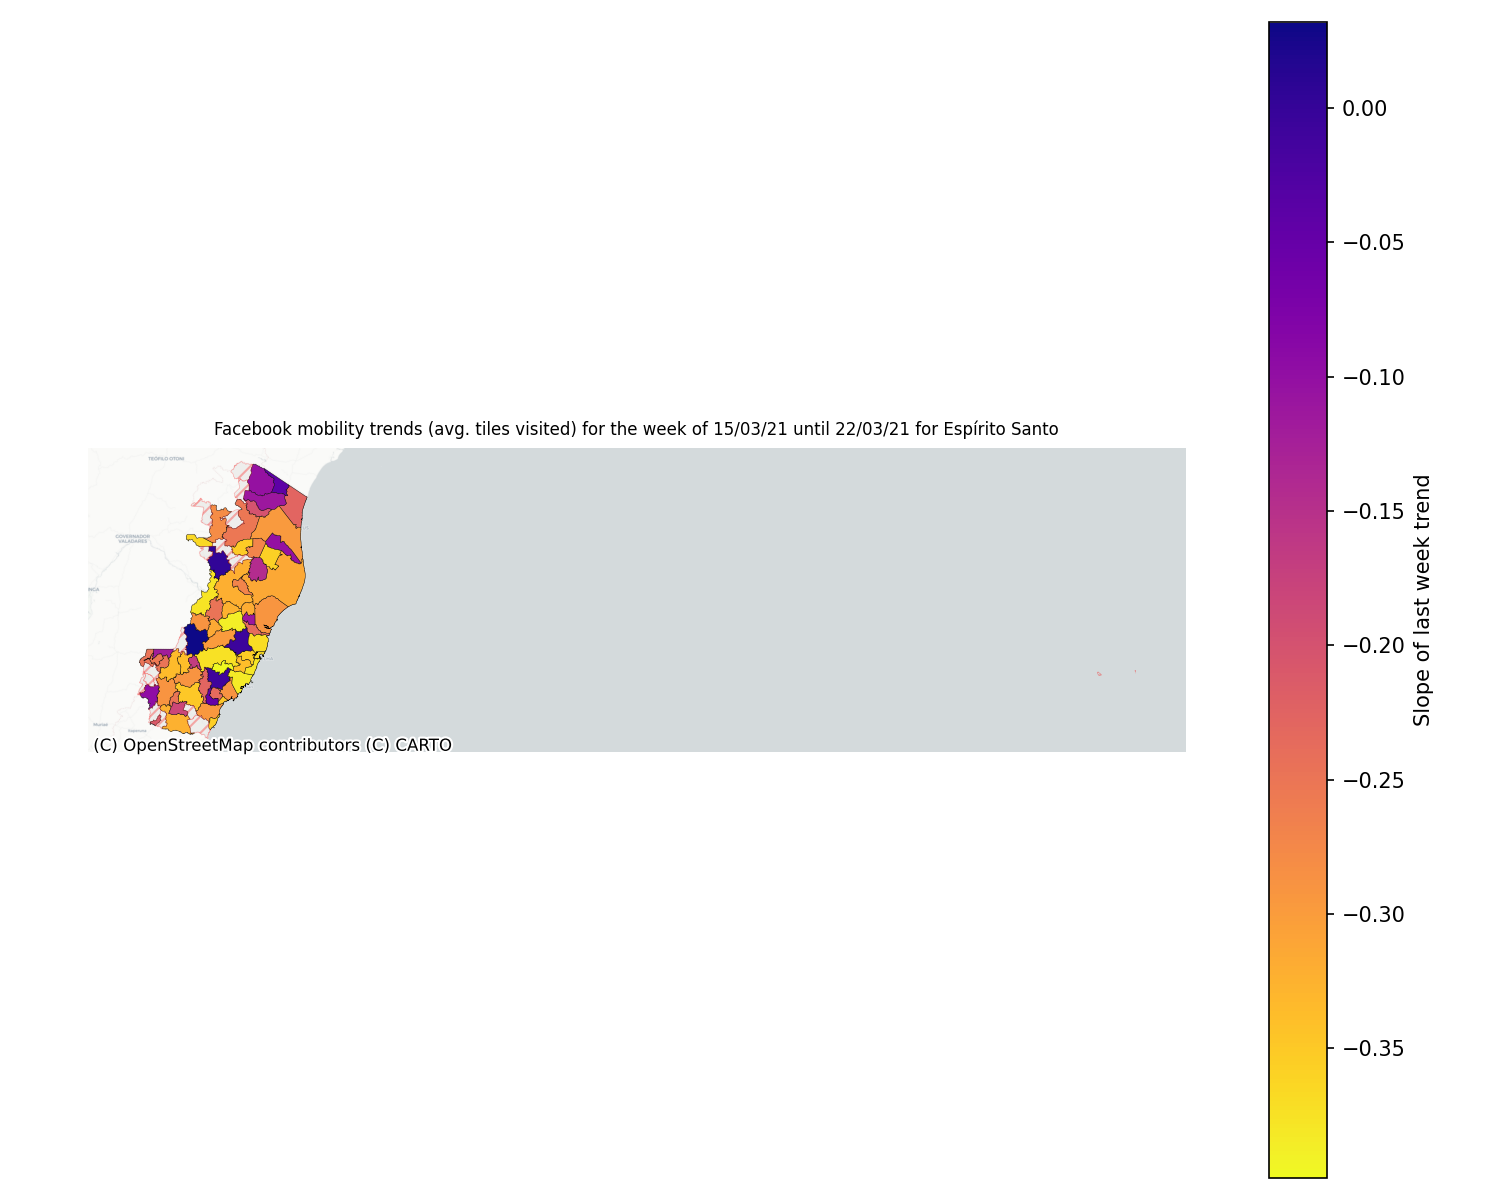 Facebook mobility trends (avg. tiles visited) for the week of 15/03/21 until 22/03/21 for Espírito Santo
TEÓFILO OTONI
GOVERNADOR
VALADARES
(C) OpenStreetMap contributors (C) CARTO
0.00
−0.05
−0.10
−0.15
−0.20
−0.25
−0.30
−0.35
Slope of last week trend